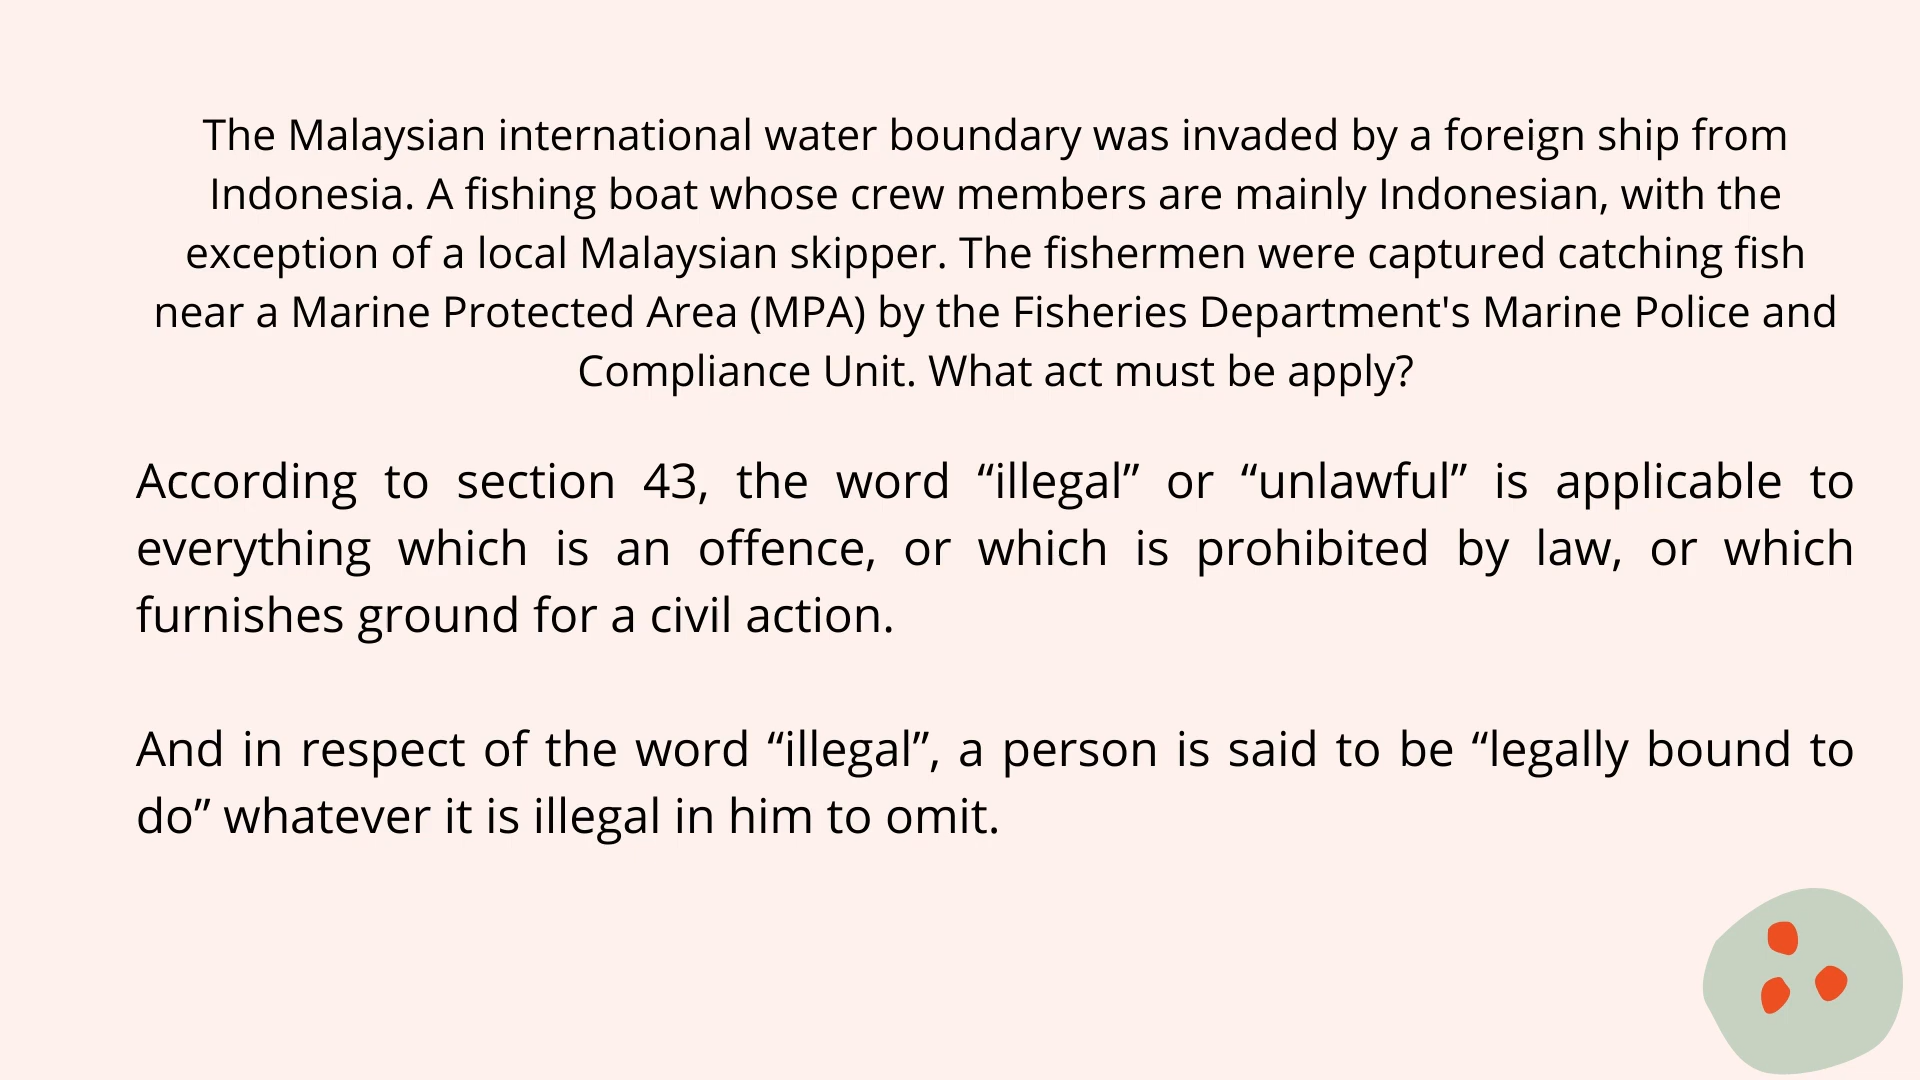 The Malaysian international water boundary was invaded by a foreign ship from
Indonesia. A fishing boat whose crew members are mainly Indonesian, with the
exception of a local Malaysian skipper. The fishermen were captured catching fish
near a Marine Protected Area (MPA) by the Fisheries Department's Marine Police and
Compliance Unit. What act must be apply?
According to section 43, the word “illegal” or “unlawful” is applicable to
everything which is an offence, or which is prohibited by law, or which
furnishes ground for a civil action.
And in respect of the word “illegal”, a person is said to be “legally bound to
do” whatever it is illegal in him to omit.